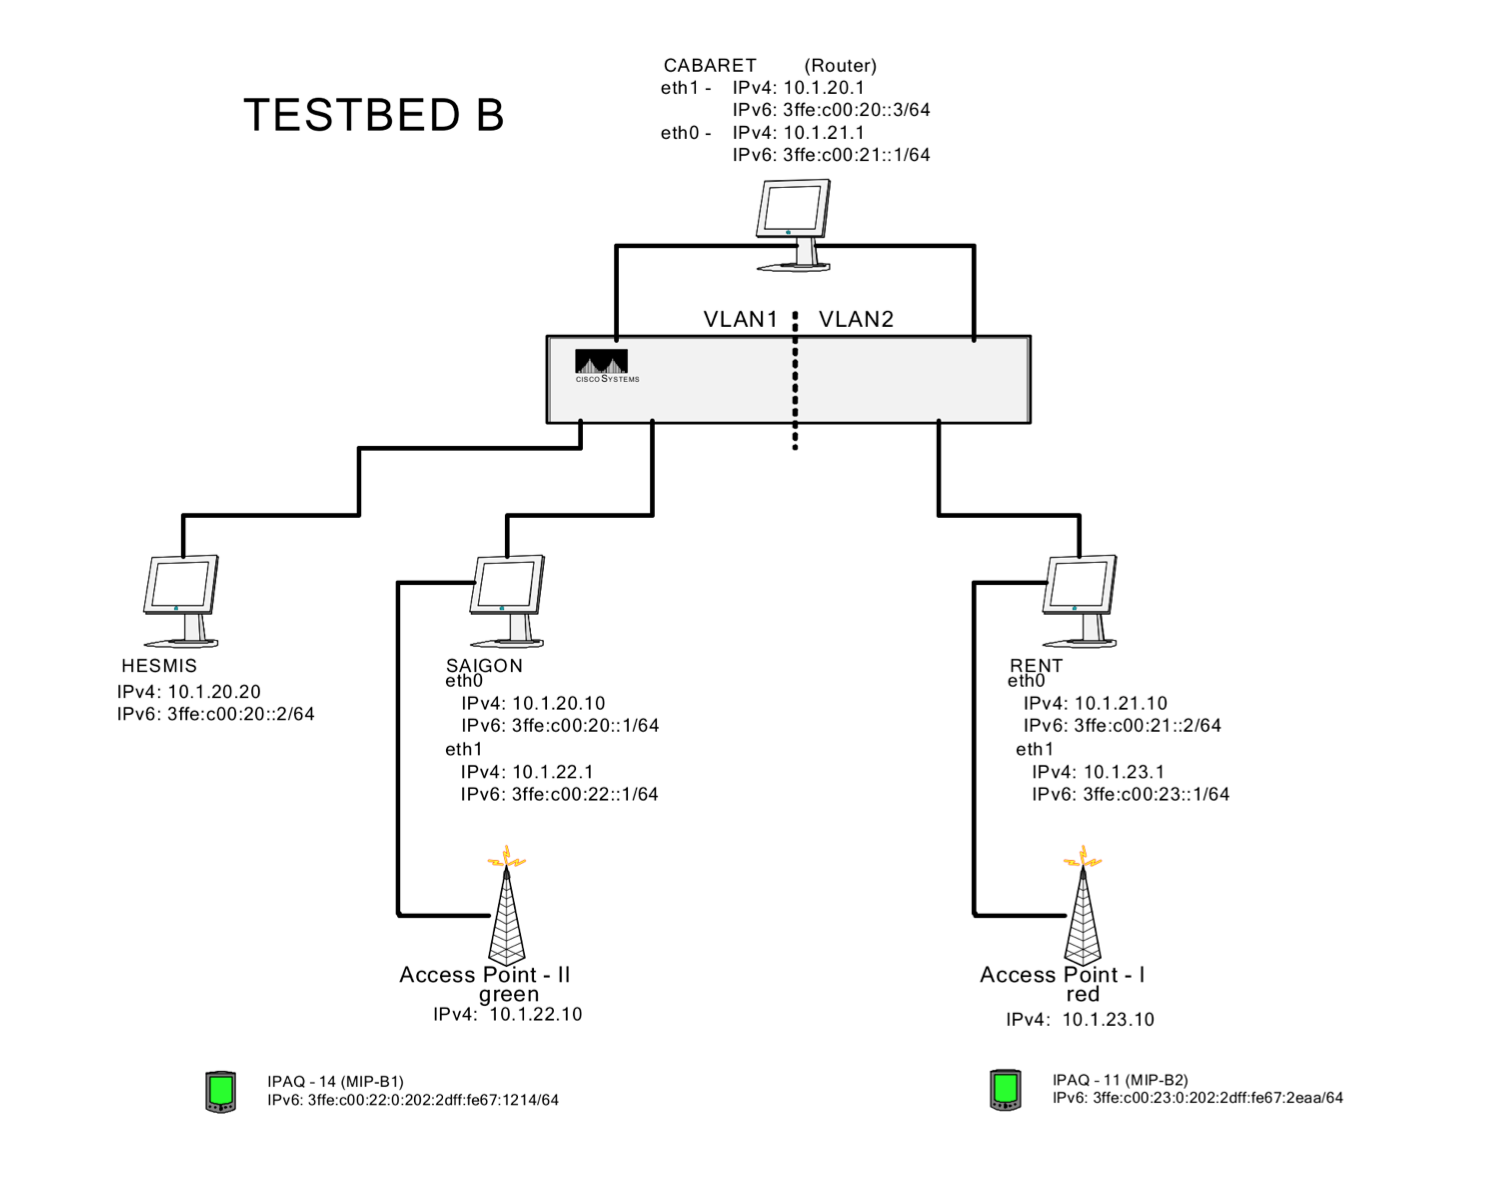 TESTBED B
CABARET (Router)
eth1 - IPv4: 10.1.20.1
IPv6: 3ffe:c00:20::3/64
eth0 - IPv4: 10.1.21.1
IPv6: 3ffe:c00:21::1/64
VLAN1 VLAN2
CISCO SYSTEMS
HESMIS
IPv4: 10.1.20.20
IPv6: 3ffe:c00:20::2/64
SAIGON
eth0
IPv4: 10.1.20.10
IPv6: 3ffe:c00:20::1/64
eth1
IPv4: 10.1.22.1
IPv6: 3ffe:c00:22::1/64
RENT
eth0
IPv4: 10.1.21.10
IPv6: 3ffe:c00:21::2/64
eth1
IPv4: 10.1.23.1
IPv6: 3ffe:c00:23::1/64
Access Point - II
green
IPv4: 10.1.22.10
Access Point - I
red
IPv4: 10.1.23.10
IPAQ - 14 (MIP-B1)
IPv6: 3ffe:c00:22:0:202:2dff:fe67:1214/64
IPAQ - 11 (MIP-B2)
IPv6: 3ffe:c00:23:0:202:2dff:fe67:2eaa/64